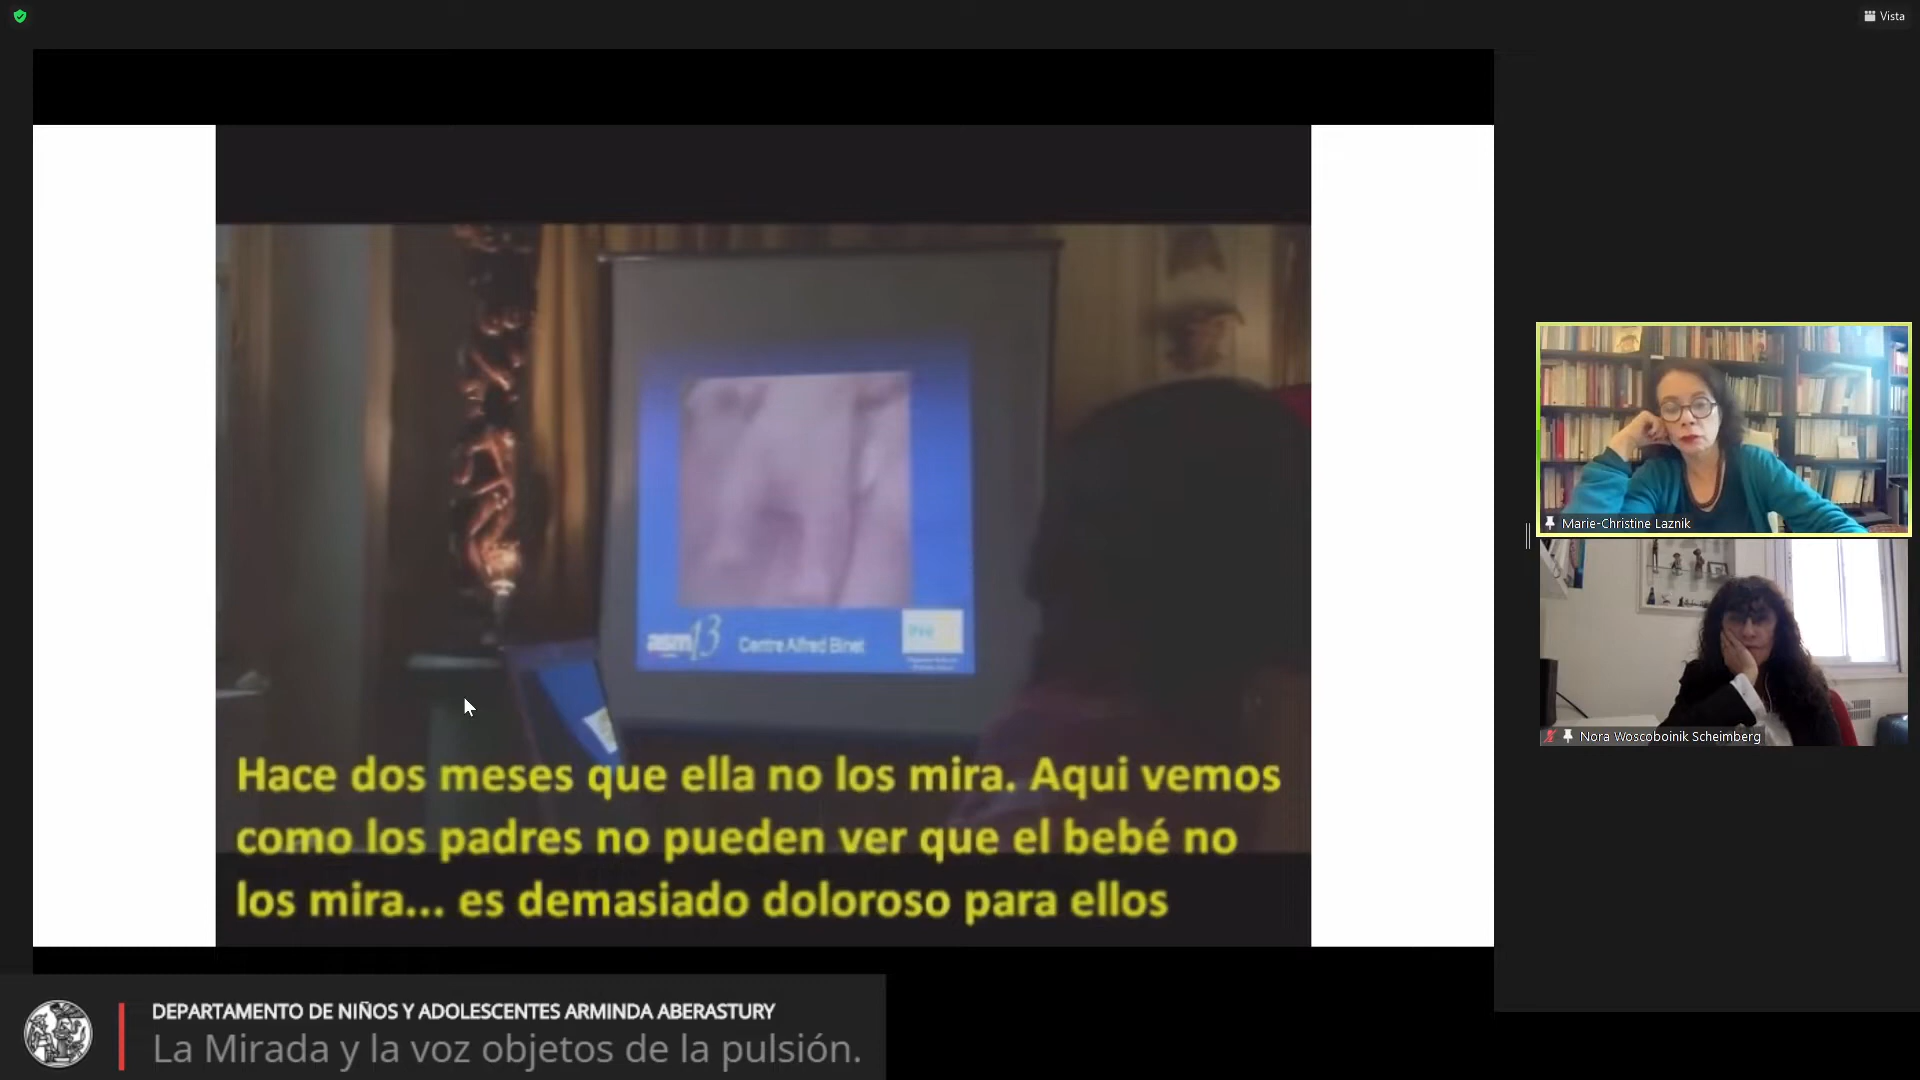 Vista
asm13
Centre Alfred Binet
Pré
Hace dos meses que ella no los mira. Aqui vemos
como los padres no pueden ver que el bebé no
los mira... es demasiado doloroso para ellos
Marie-Christine Laznik
Nora Woscoboinik Scheimberg
DEPARTAMENTO DE NIÑOS Y ADOLESCENTES ARMINDA ABERASTURY
La Mirada y la voz objetos de la pulsión.